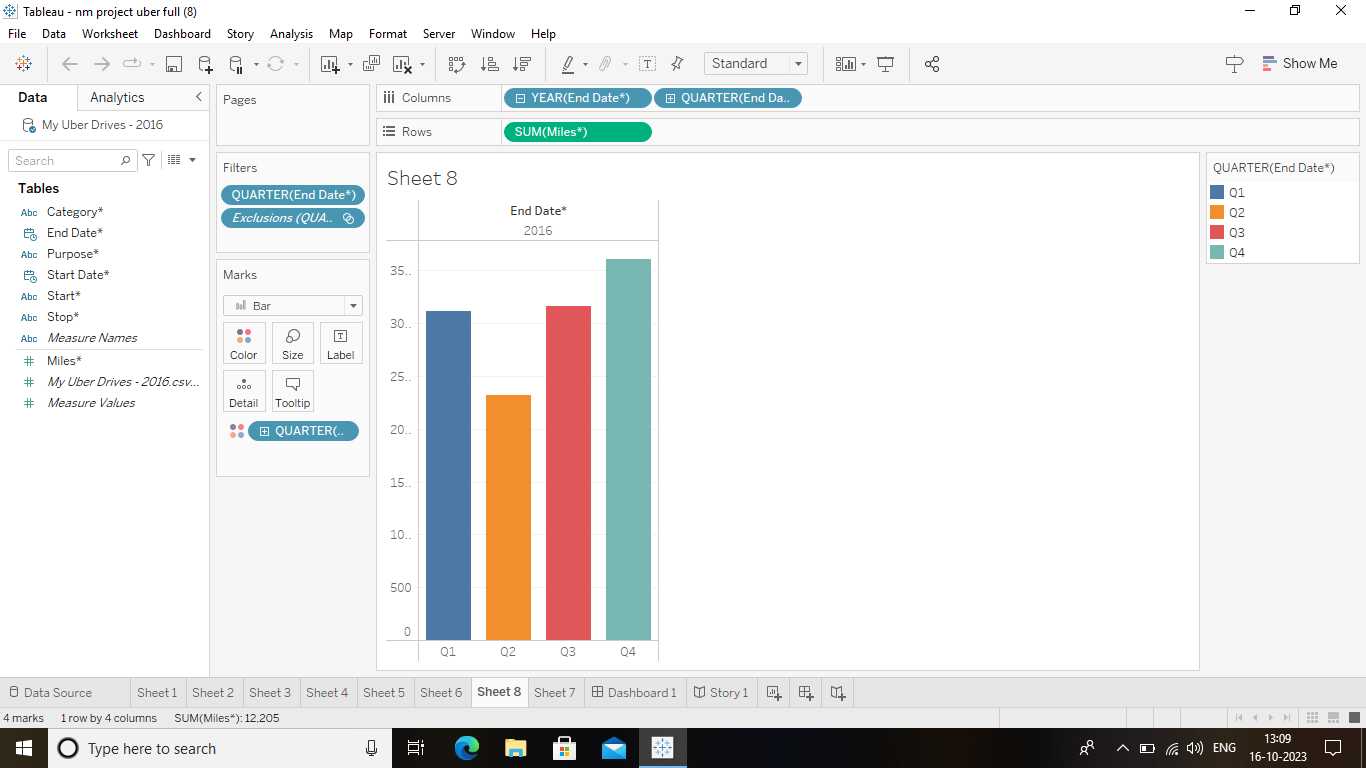 Tableau - nm project uber full (8)
File Data Worksheet Dashboard Story Analysis Map Format Server Window Help
Standard
Show Me
Data Analytics
My Uber Drives - 2016
Search
Tables
Abc Category*
End Date*
Abc Purpose*
Start Date*
Abc Start*
Abc Stop*
Abc Measure Names
# Miles*
# My Uber Drives - 2016.csv...
# Measure Values
Pages
Filters
QUARTER(End Date*)
Exclusions (QUA..
Marks
Bar
Color Size Label
Detail Tooltip
QUARTER(..
Columns YEAR(End Date*) QUARTER(End Da..
Rows SUM(Miles*)
Sheet 8
End Date*
2016
35..
30..
25..
20..
15..
10..
500
0
Q1 Q2 Q3 Q4
QUARTER(End Date*)
Q1
Q2
Q3
Q4
Data Source Sheet 1 Sheet 2 Sheet 3 Sheet 4 Sheet 5 Sheet 6 Sheet 8 Sheet 7 Dashboard 1 Story 1
4 marks 1 row by 4 columns SUM(Miles*): 12,205
Type here to search
ENG
13:09
16-10-2023